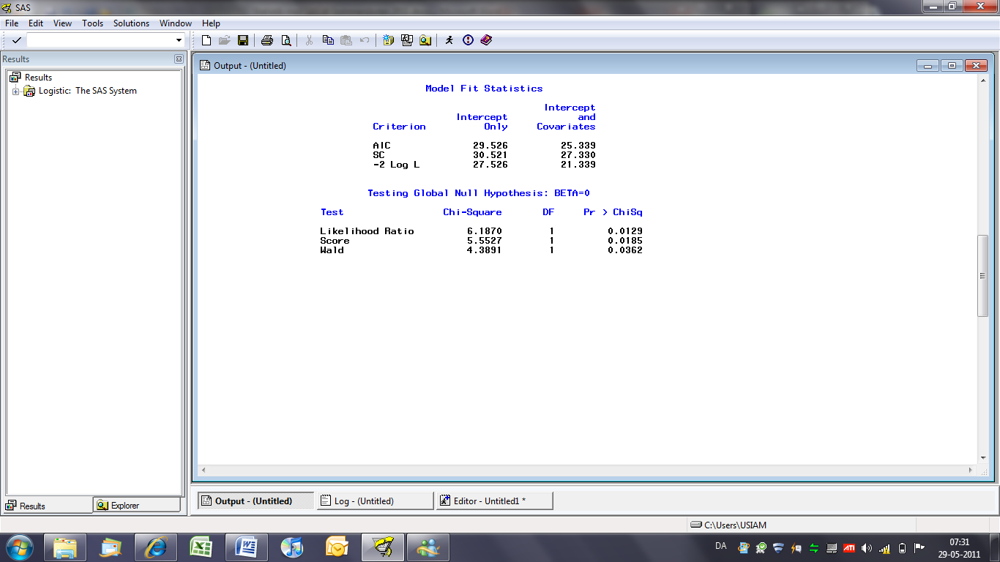 SAS
File Edit View Tools Solutions Window Help
Results
Results
Logistic: The SAS System
Output - (Untitled)
Model Fit Statistics
Intercept
Intercept and
Criterion Only Covariates
AIC 29.526 25.339
SC 30.521 27.330
-2 Log L 27.526 21.339
Testing Global Null Hypothesis: BETA=0
Test Chi-Square DF Pr > ChiSq
Likelihood Ratio 6.1870 1 0.0129
Score 5.5527 1 0.0185
Wald 4.3891 1 0.0362
Results Explorer
Output - (Untitled) Log - (Untitled) Editor - Untitled1 *
C:\Users\USIAM
DA ATI 07:31
29-05-2011